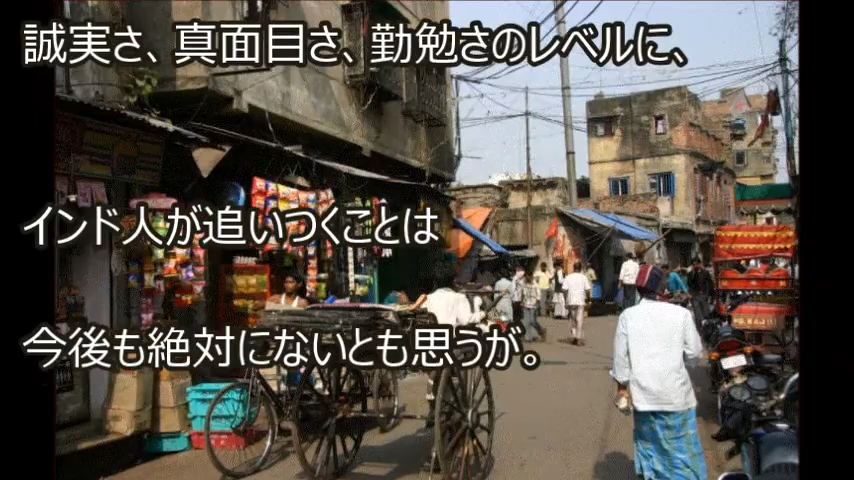 誠実さ、真面目さ、勤勉さのレベルに、
インド人が追いつくことは
今後も絶対にないとも思うが。